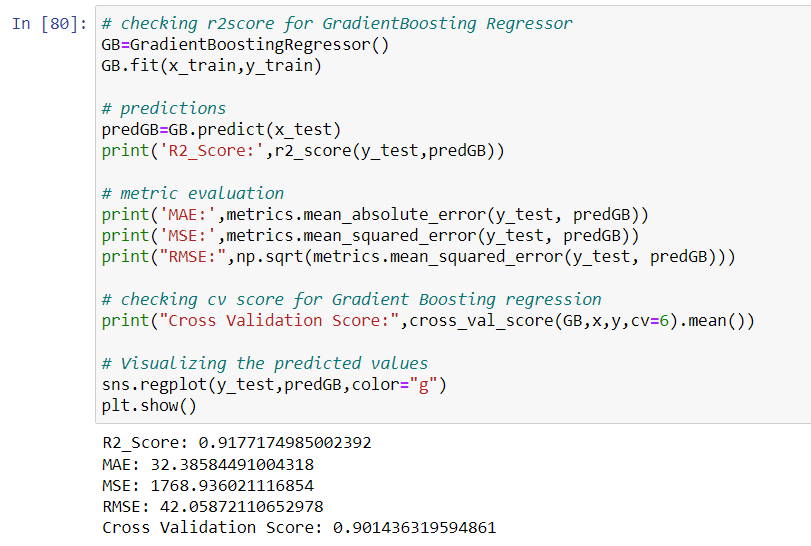 In [80]: # checking r2score for GradientBoosting Regressor
GB=GradientBoostingRegressor()
GB.fit(x_train,y_train)
# predictions
predGB=GB.predict(x_test)
print('R2_Score:',r2_score(y_test,predGB))
# metric evaluation
print('MAE:',metrics.mean_absolute_error(y_test, predGB))
print('MSE:',metrics.mean_squared_error(y_test, predGB))
print("RMSE:",np.sqrt(metrics.mean_squared_error(y_test, predGB)))
# checking cv score for Gradient Boosting regression
print("Cross Validation Score:",cross_val_score(GB,x,y,cv=6).mean())
# Visualizing the predicted values
sns.regplot(y_test,predGB,color="g")
plt.show()
R2_Score: 0.9177174985002392
MAE: 32.38584491004318
MSE: 1768.936021116854
RMSE: 42.05872110652978
Cross Validation Score: 0.901436319594861